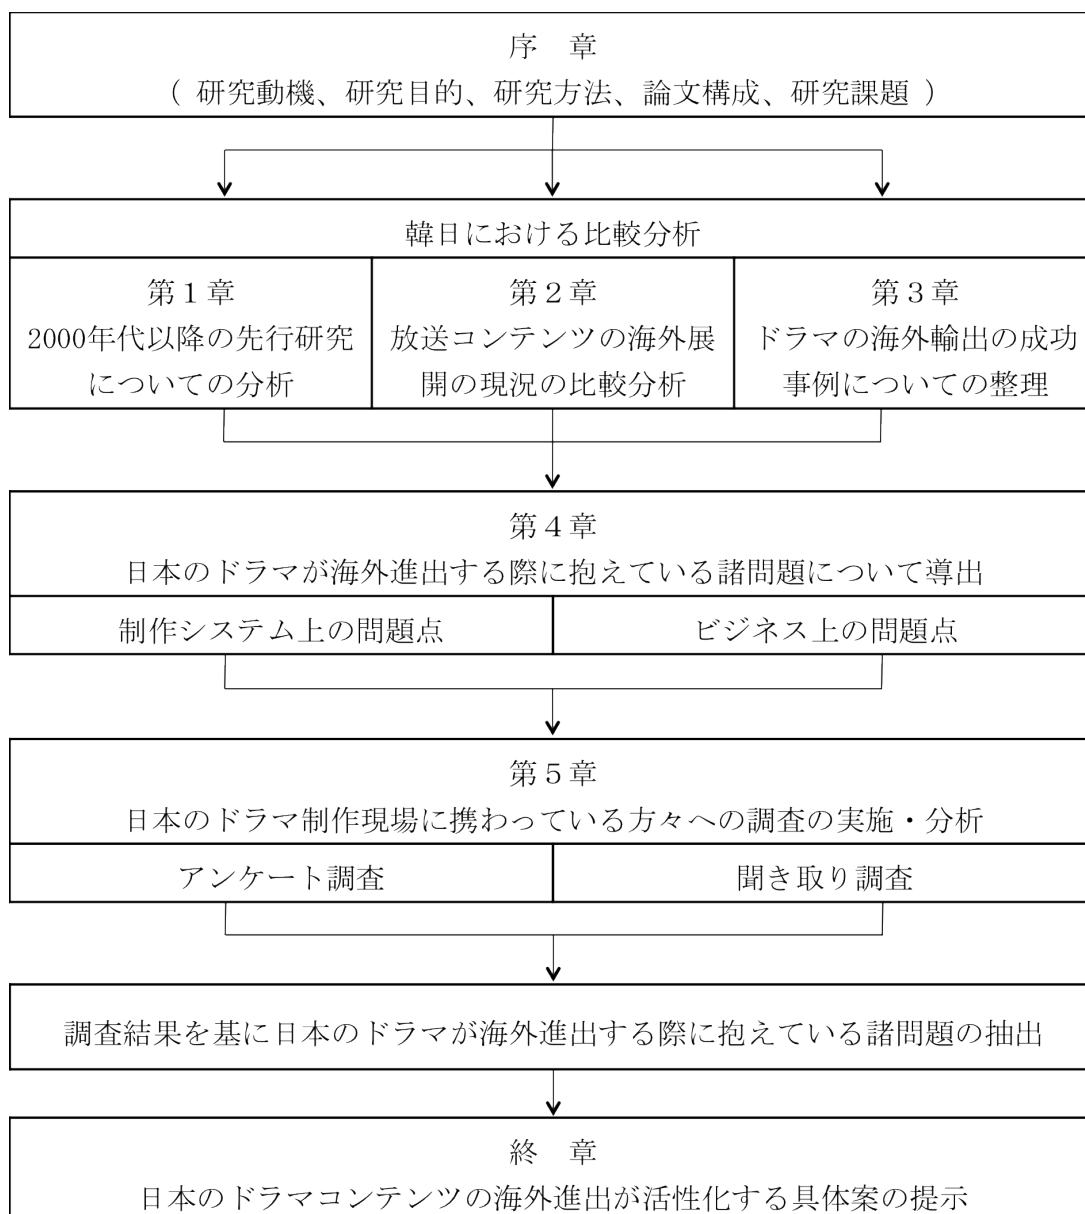 序　章
（ 研究動機、研究目的、研究方法、論文構成、研究課題 ）
韓日における比較分析
第１章
2000年代以降の先行研究
についての分析
第２章
放送コンテンツの海外展
開の現況の比較分析
第３章
ドラマの海外輸出の成功
事例についての整理
第４章
日本のドラマが海外進出する際に抱えている諸問題について導出
制作システム上の問題点
ビジネス上の問題点
第５章
日本のドラマ制作現場に携わっている方々への調査の実施・分析
アンケート調査
聞き取り調査
調査結果を基に日本のドラマが海外進出する際に抱えている諸問題の抽出
終　章
日本のドラマコンテンツの海外進出が活性化する具体案の提示